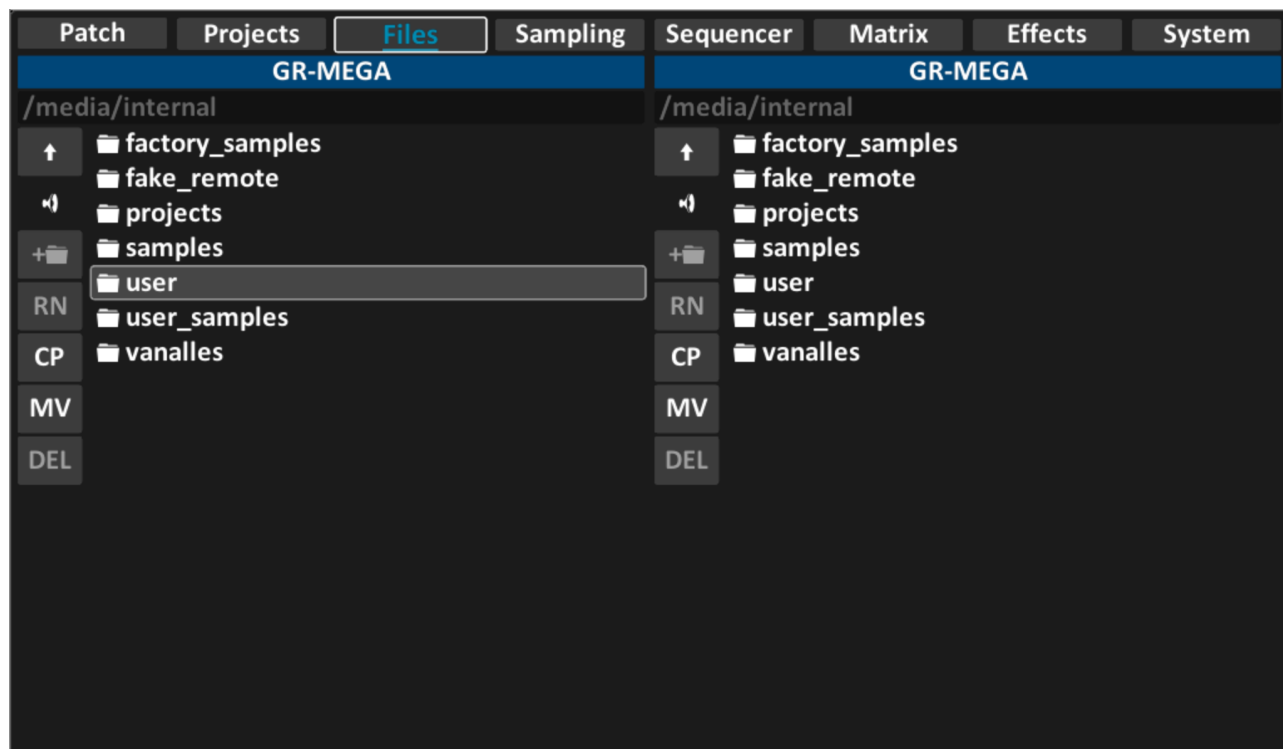 Patch Projects Files Sampling Sequencer Matrix Effects System
GR-MEGA
/media/internal
factory_samples
fake_remote
projects
samples
+
user
RN
user_samples
CP
vanalles
MV
DEL
GR-MEGA
/media/internal
factory_samples
fake_remote
projects
samples
+
user
RN
user_samples
CP
vanalles
MV
DEL